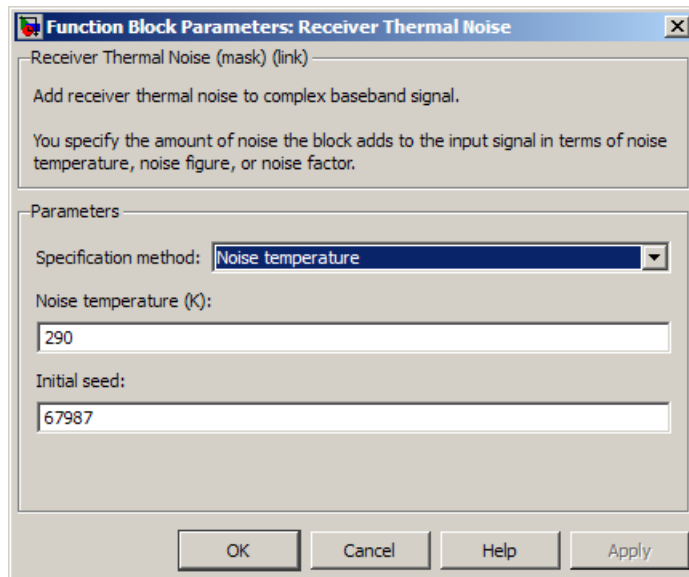 Function Block Parameters: Receiver Thermal Noise
Receiver Thermal Noise (mask) (link)
Add receiver thermal noise to complex baseband signal.
You specify the amount of noise the block adds to the input signal in terms of noise
temperature, noise figure, or noise factor.
Parameters
Specification method: Noise temperature
Noise temperature (K):
290
Initial seed:
67987
OK Cancel Help Apply